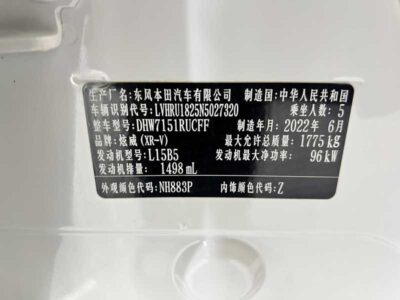 生产厂名:东风本田汽车有限公司 制造国:中华人民共和国
车辆识别代号:LVHRU1825N5027320 乘坐人数:5
整车型号:DHW7151RUCFF 制造年月:2022年6月
品牌:炫威(XR-V) 最大允许总质量:1775kg
发动机型号:L15B5 发动机最大净功率:96kW
发动机排量:1498mL
外观颜色代码:NH883P 内饰颜色代码:Z